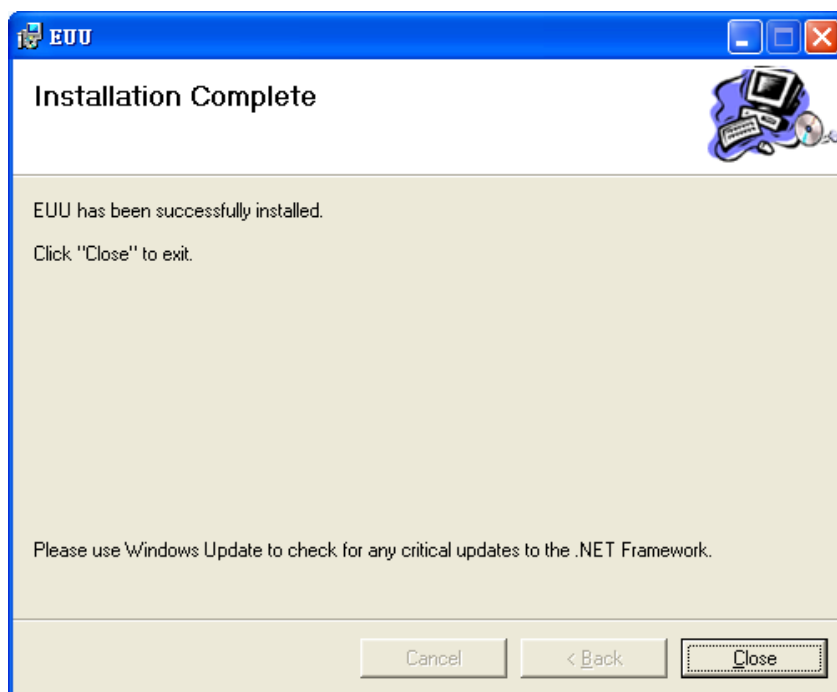 EUU
Installation Complete
EUU has been successfully installed.
Click "Close" to exit.
Please use Windows Update to check for any critical updates to the .NET Framework.
Cancel
< Back
Close